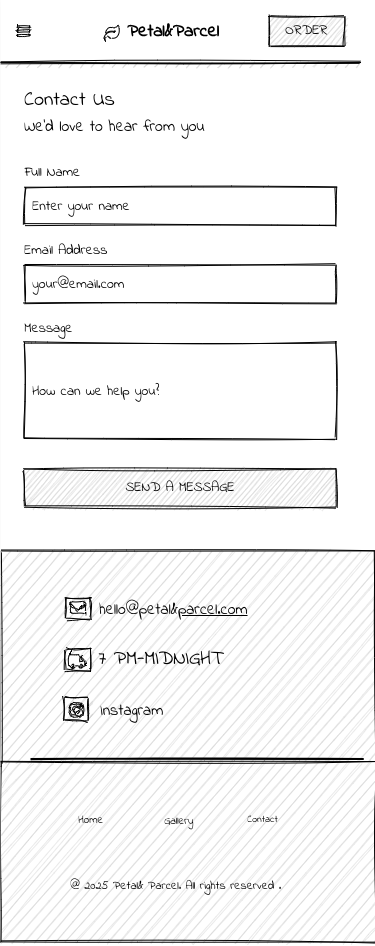 Petal&Parcel
ORDER
Contact Us
we'd love to hear from you
Full Name
Enter your name
Email Address
your@email.com
Message
How can we help you?
SEND A MESSAGE
hello@petal&parcel.com
7 PM-MIDNIGHT
instagram
Home Gallery Contact
@ 2025 Petal& Parcel. All rights reserved .